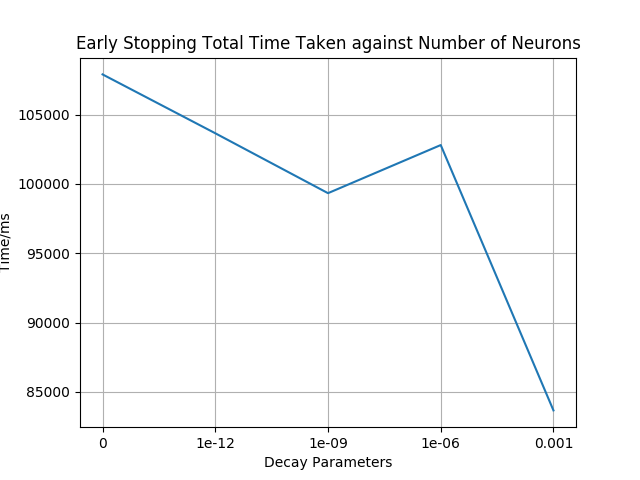 Early Stopping Total Time Taken against Number of Neurons
105000
100000
95000
90000
85000
Time/ms
0 1e-12 1e-09 1e-06 0.001
Decay Parameters